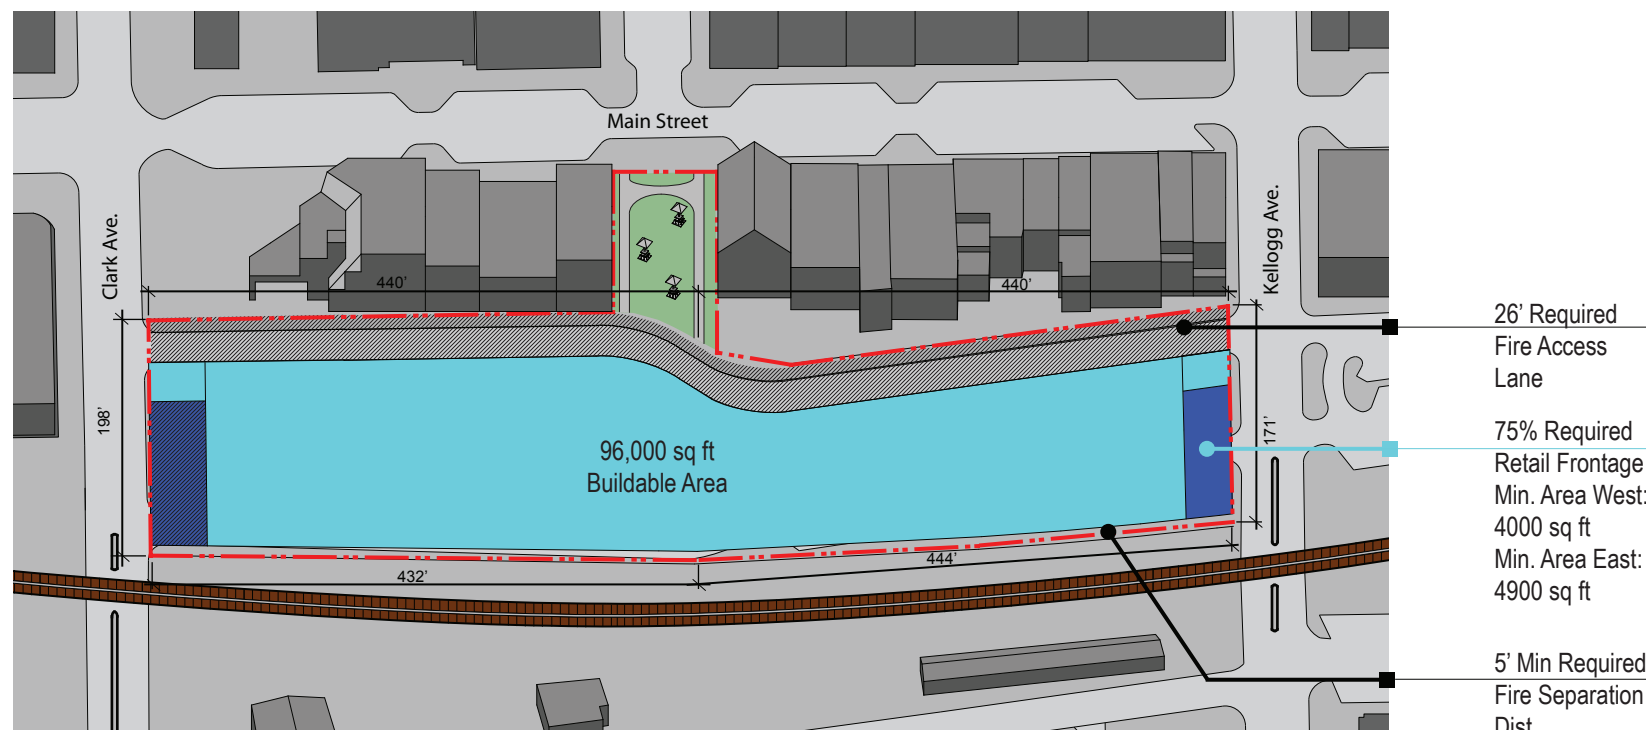 Main Street
Clark Ave.
Kellogg Ave.
440'
440'
198'
171'
96,000 sq ft
Buildable Area
432'
444'
26' Required
Fire Access
Lane
75% Required
Retail Frontage
Min. Area West:
4000 sq ft
Min. Area East:
4900 sq ft
5' Min Required
Fire Separation
Dist.